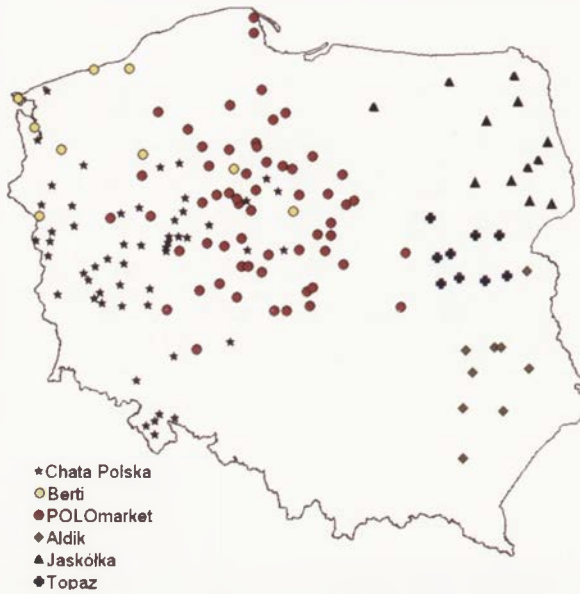 Chata Polska
Berti
POLOmarket
Aldik
Jaskółka
Topaz